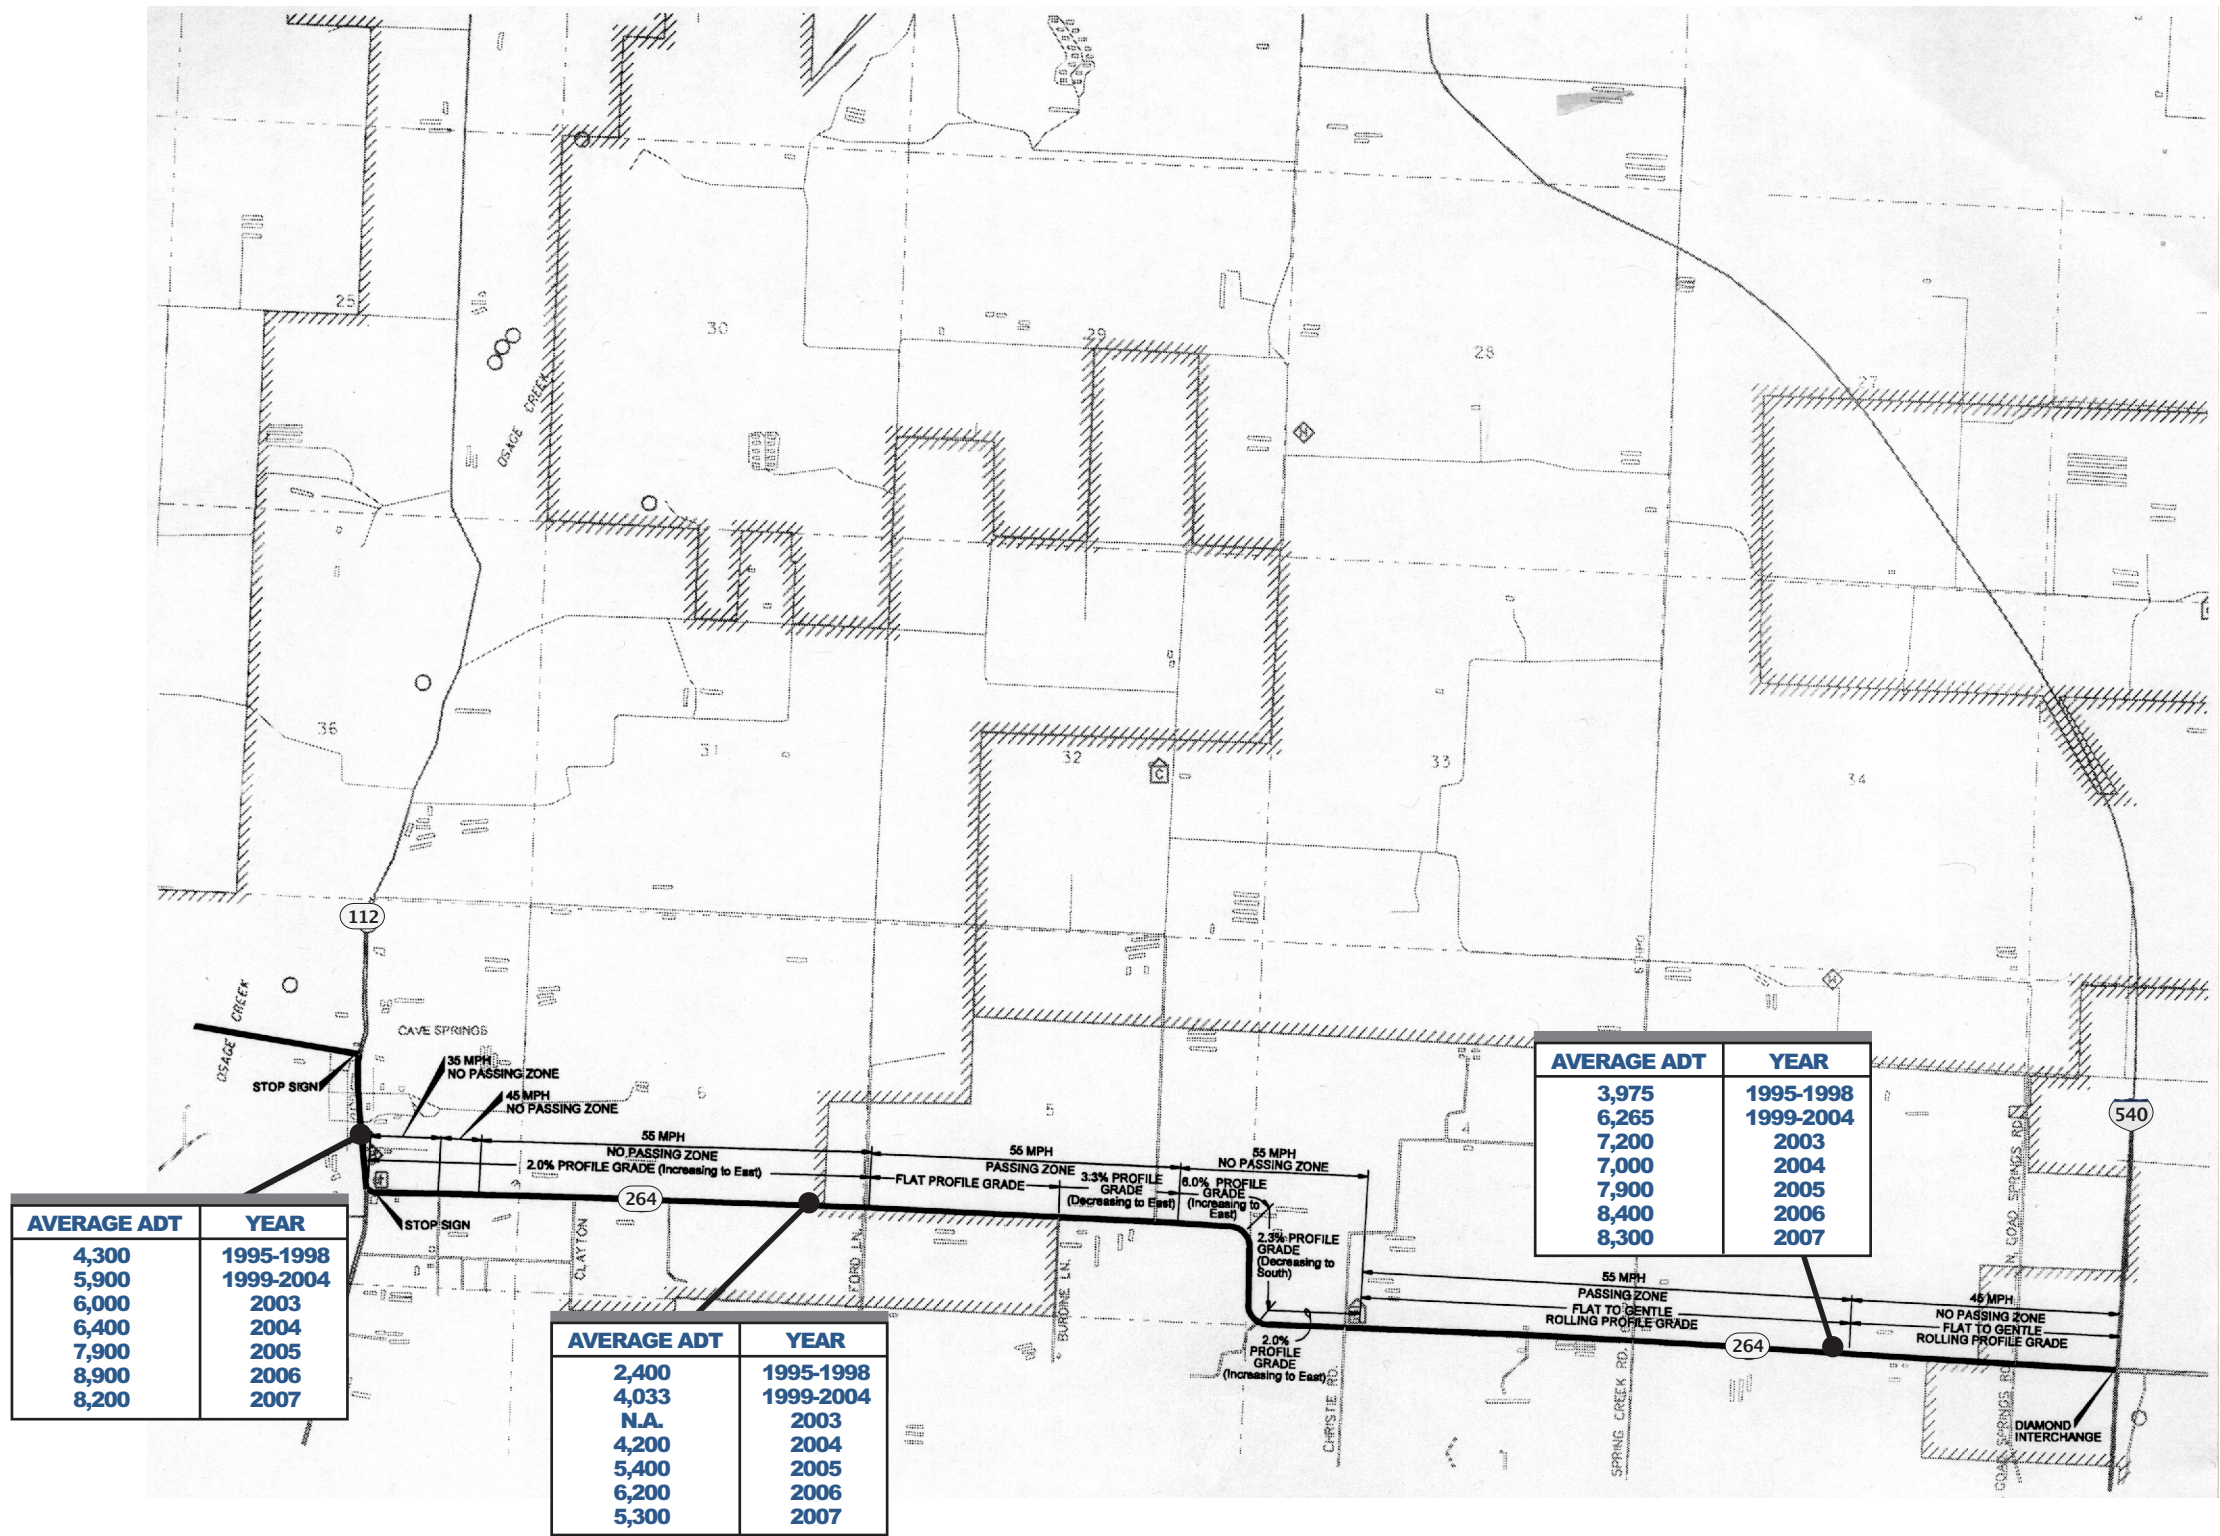 25
30
29
28
27
OSAGE CREEK
36
31
32
C
33
34
112
OSAGE CREEK
CAVE SPRINGS
STOP SIGN
35 MPH
NO PASSING ZONE
45 MPH
NO PASSING ZONE
6
5
4
55 MPH
NO PASSING ZONE
2.0% PROFILE GRADE (Increasing to East)
55 MPH
PASSING ZONE
FLAT PROFILE GRADE
3.3% PROFILE
GRADE
(Decreasing to East)
55 MPH
NO PASSING ZONE
6.0% PROFILE
GRADE
(Increasing to
East)
264
STOP SIGN
2.3% PROFILE
GRADE
(Decreasing to
South)
2.0%
PROFILE
GRADE
(Increasing to East)
55 MPH
PASSING ZONE
FLAT TO GENTLE
ROLLING PROFILE GRADE
45 MPH
NO PASSING ZONE
FLAT TO GENTLE
ROLLING PROFILE GRADE
264
540
DIAMOND
INTERCHANGE
CLAYTON
FORD LN.
BURDINE LN.
CHRISTIE RD.
SPRING CREEK RD.
N. GOAD SPRINGS RD.
GOAD SPRINGS RD.
AVERAGE ADT YEAR
4,300 1995-1998
5,900 1999-2004
6,000 2003
6,400 2004
7,900 2005
8,900 2006
8,200 2007
AVERAGE ADT YEAR
2,400 1995-1998
4,033 1999-2004
N.A. 2003
4,200 2004
5,400 2005
6,200 2006
5,300 2007
AVERAGE ADT YEAR
3,975 1995-1998
6,265 1999-2004
7,200 2003
7,000 2004
7,900 2005
8,400 2006
8,300 2007